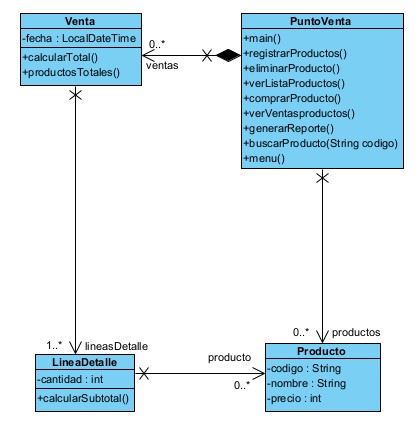 Venta
-fecha : LocalDateTime
+calcularTotal()
+productosTotales()
0..*
ventas
PuntoVenta
+main()
+registrarProductos()
+eliminarProducto()
+verListaProductos()
+comprarProducto()
+verVentasproductos()
+generarReporte()
+buscarProducto(String codigo)
+menu()
1..*
lineasDetalle
0..*
productos
LineaDetalle
-cantidad : int
+calcularSubtotal()
producto
0..*
Producto
-codigo : String
-nombre : String
-precio : int